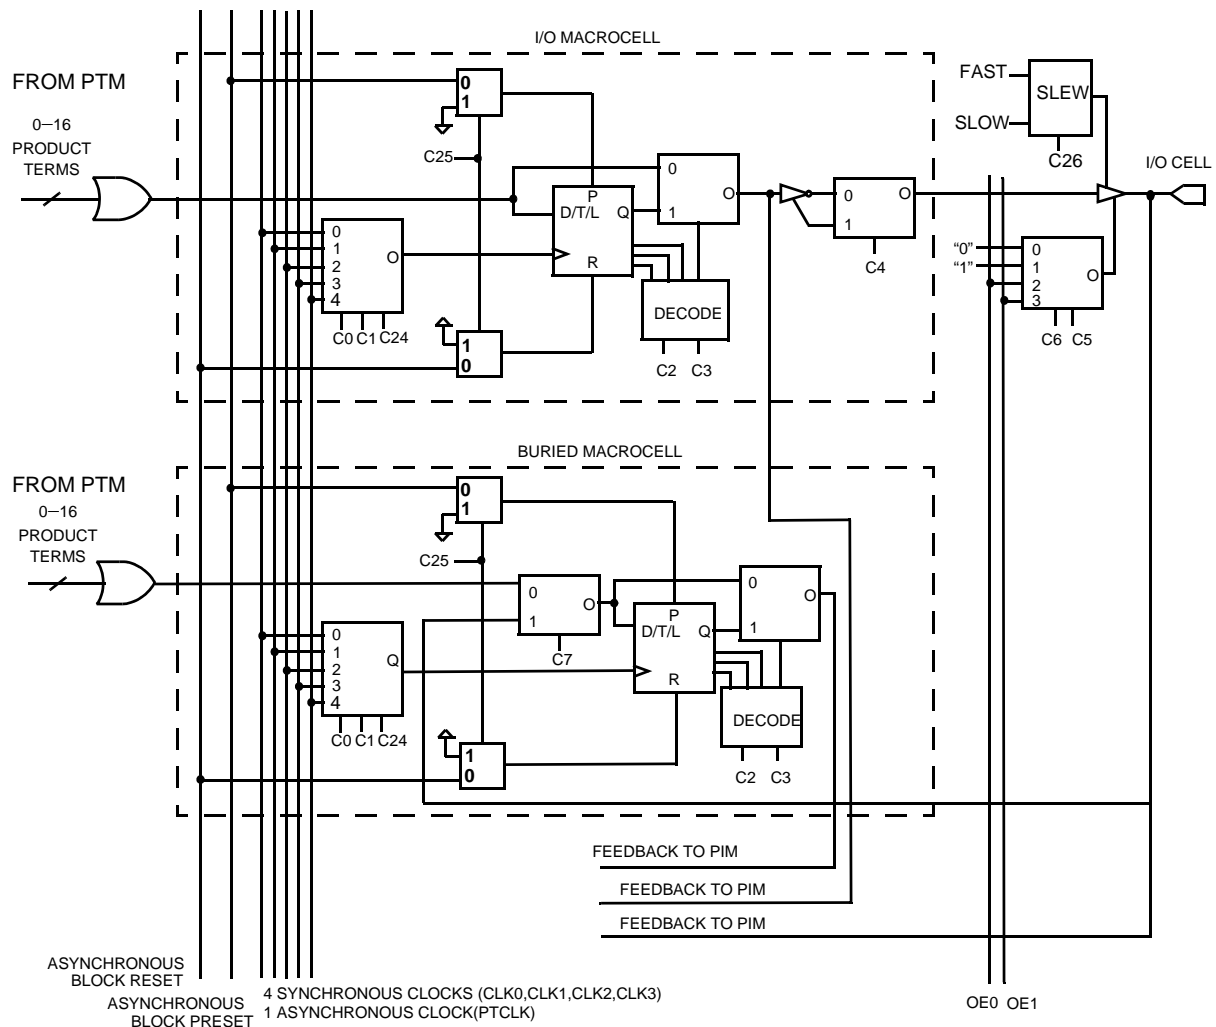 I/O MACROCELL
FROM PTM
0–16
PRODUCT
TERMS
0
1
C25
FAST
SLOW
SLEW
C26
I/O CELL
0
1
O
P
D/T/L
Q
R
0
1
O
C4
0
1
2
3
4
O
C0 C1 C24
DECODE
C2 C3
1
0
“0”
“1”
0
1
2
3
O
C6 C5
BURIED MACROCELL
FROM PTM
0–16
PRODUCT
TERMS
0
1
C25
0
1
O
C7
0
1
O
P
D/T/L
Q
R
0
1
2
3
4
Q
C0 C1 C24
DECODE
C2 C3
1
0
FEEDBACK TO PIM
FEEDBACK TO PIM
FEEDBACK TO PIM
ASYNCHRONOUS
BLOCK RESET
ASYNCHRONOUS
BLOCK PRESET
4 SYNCHRONOUS CLOCKS (CLK0,CLK1,CLK2,CLK3)
1 ASYNCHRONOUS CLOCK(PTCLK)
OE0 OE1